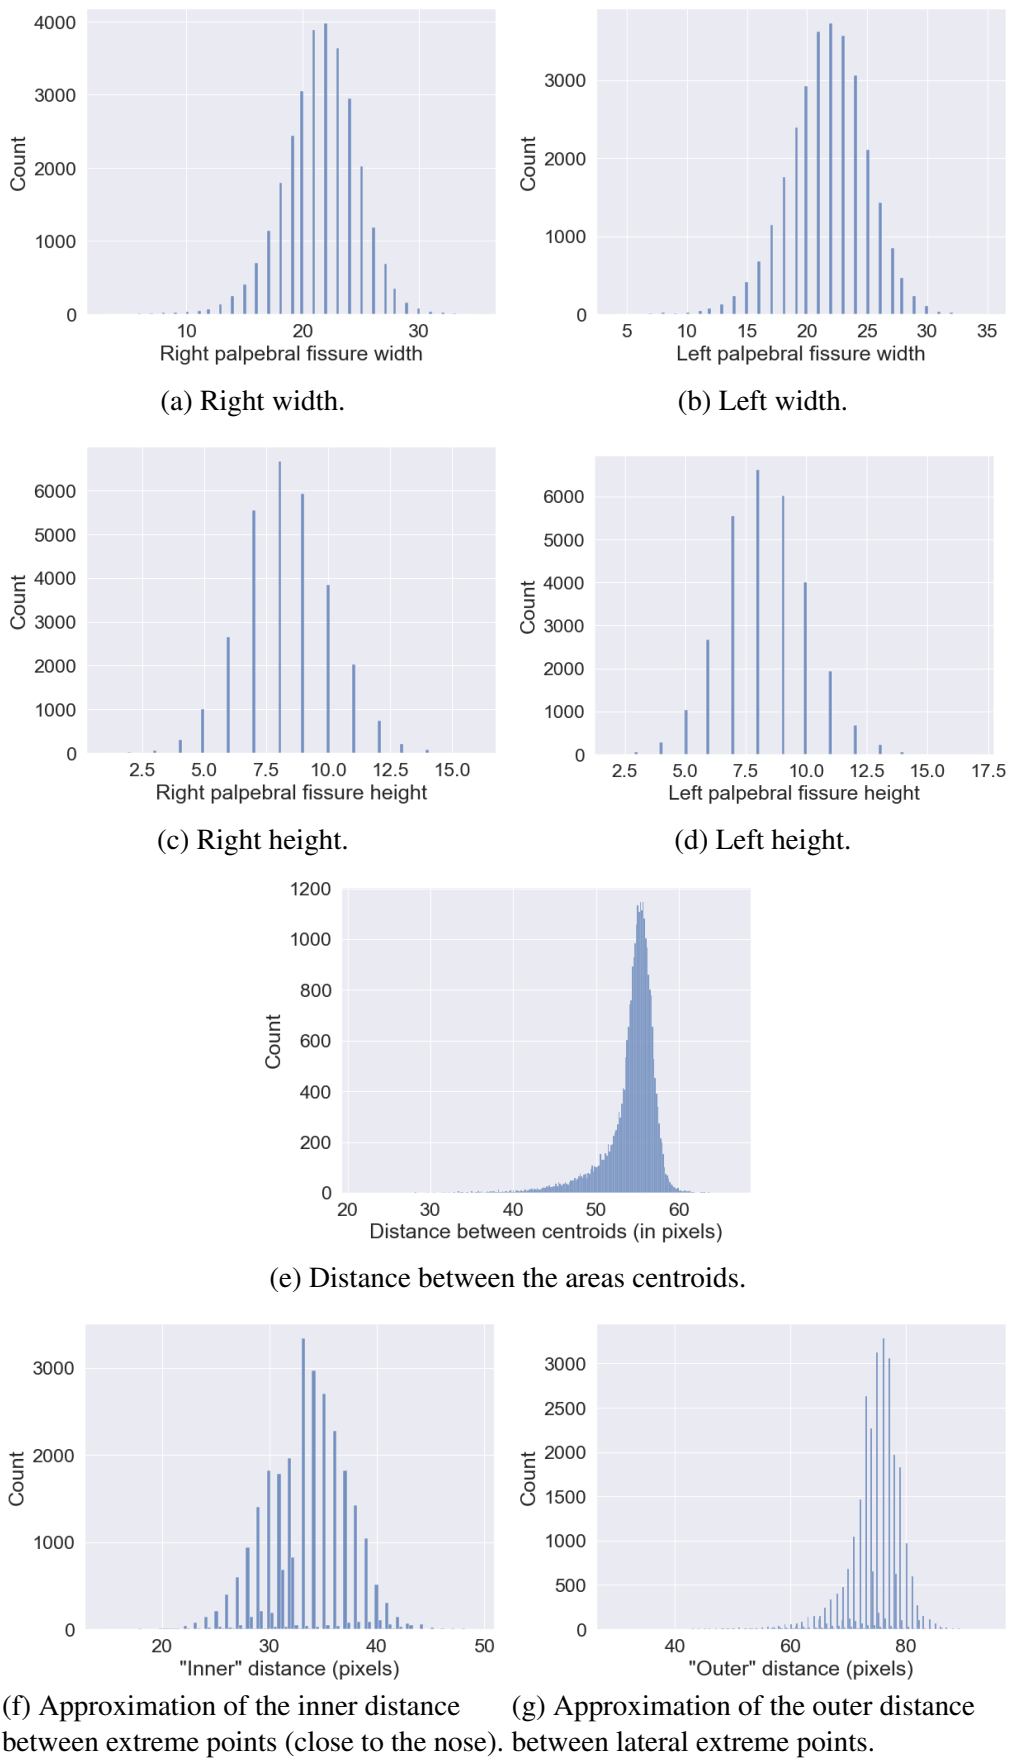 4000
3000
2000
1000
0
Count
10 20 30
Right palpebral fissure width
(a) Right width.
3000
2000
1000
0
Count
5 10 15 20 25 30 35
Left palpebral fissure width
(b) Left width.
6000
5000
4000
3000
2000
1000
0
Count
2.5 5.0 7.5 10.0 12.5 15.0
Right palpebral fissure height
(c) Right height.
6000
5000
4000
3000
2000
1000
0
Count
2.5 5.0 7.5 10.0 12.5 15.0 17.5
Left palpebral fissure height
(d) Left height.
1200
1000
800
600
400
200
0
Count
20 30 40 50 60
Distance between centroids (in pixels)
(e) Distance between the areas centroids.
3000
2000
1000
0
Count
20 30 40 50
"Inner" distance (pixels)
(f) Approximation of the inner distance
between extreme points (close to the nose).
3000
2500
2000
1500
1000
500
0
Count
40 60 80
"Outer" distance (pixels)
(g) Approximation of the outer distance
between lateral extreme points.